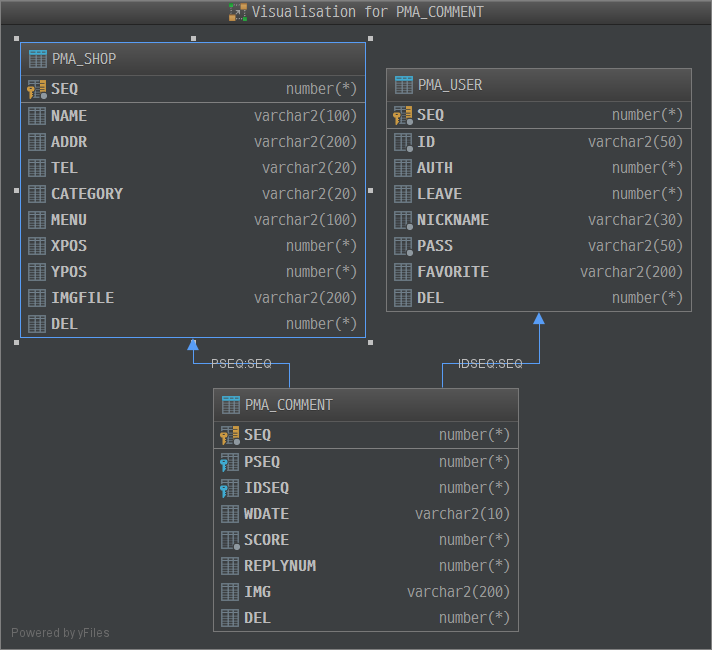 Visualisation for PMA_COMMENT
PMA_SHOP
SEQ number(*)
NAME varchar2(100)
ADDR varchar2(200)
TEL varchar2(20)
CATEGORY varchar2(20)
MENU varchar2(100)
XPOS number(*)
YPOS number(*)
IMGFILE varchar2(200)
DEL number(*)
PMA_USER
SEQ number(*)
ID varchar2(50)
AUTH number(*)
LEAVE number(*)
NICKNAME varchar2(30)
PASS varchar2(50)
FAVORITE varchar2(200)
DEL number(*)
PSEQ:SEQ
IDSEQ:SEQ
PMA_COMMENT
SEQ number(*)
PSEQ number(*)
IDSEQ number(*)
WDATE varchar2(10)
SCORE number(*)
REPLYNUM number(*)
IMG varchar2(200)
DEL number(*)
Powered by yFiles